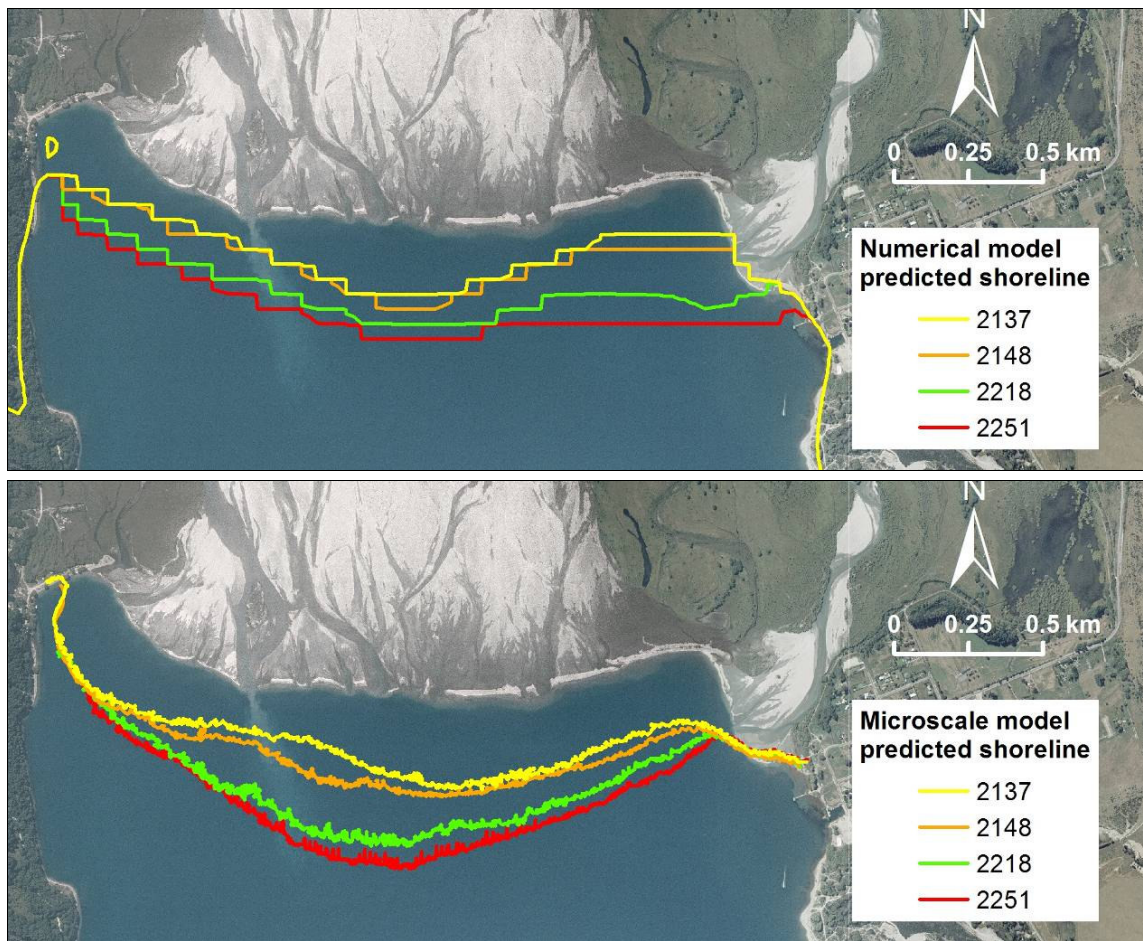 N
0 0.25 0.5 km
Numerical model
predicted shoreline
2137
2148
2218
2251
N
0 0.25 0.5 km
Microscale model
predicted shoreline
2137
2148
2218
2251